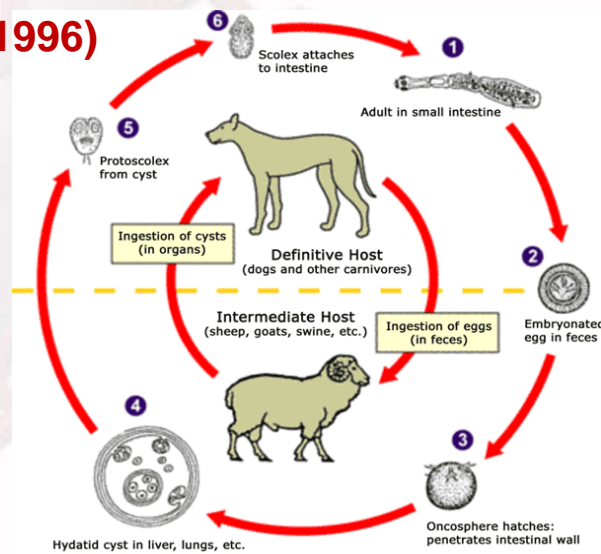 1996)
6
Scolex attaches
to intestine
1
Adult in small intestine
5
Protoscolex
from cyst
Ingestion of cysts
(in organs)
Definitive Host
(dogs and other carnivores)
2
Embryonated
egg in feces
Intermediate Host
(sheep, goats, swine, etc.)
Ingestion of eggs
(in feces)
4
3
Hydatid cyst in liver, lungs, etc.
Oncosphere hatches:
penetrates intestinal wall